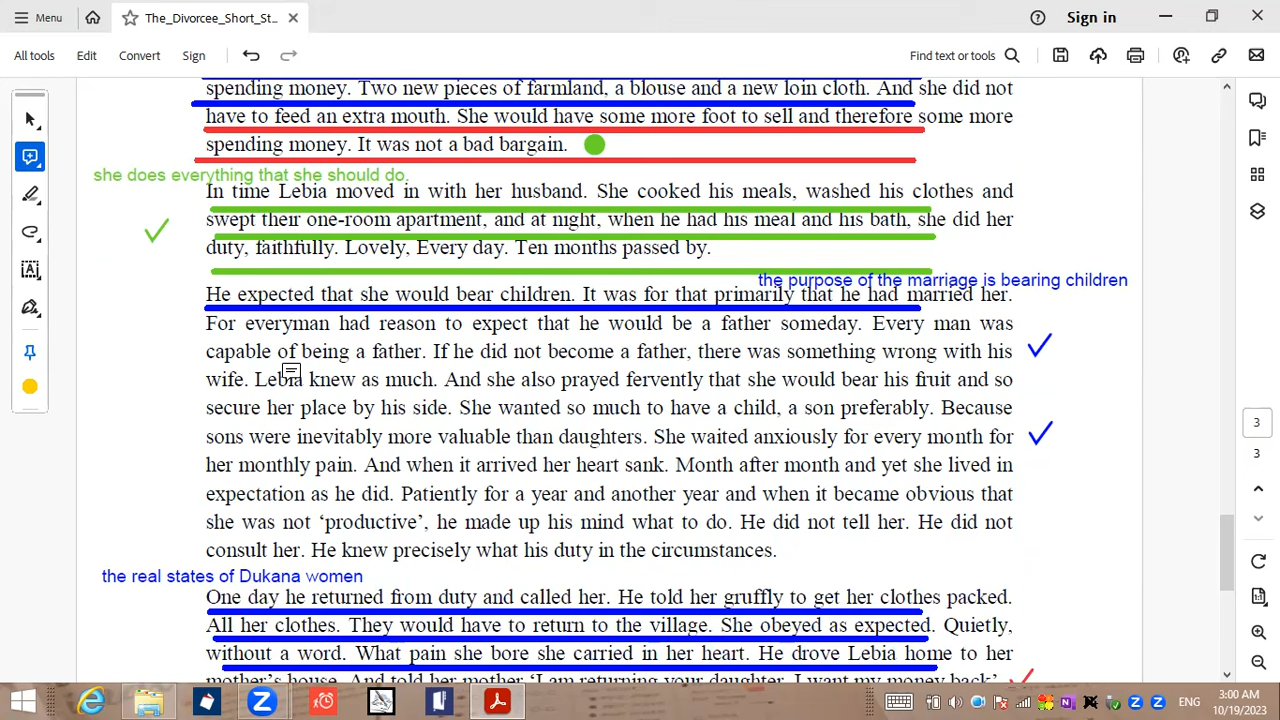 Menu
The_Divorcee_Short_St...
Sign in
All tools
Edit
Convert
Sign
Find text or tools
spending money. Two new pieces of farmland, a blouse and a new loin cloth. And she did not
have to feed an extra mouth. She would have some more foot to sell and therefore some more
spending money. It was not a bad bargain.
she does everything that she should do.
In time Lebia moved in with her husband. She cooked his meals, washed his clothes and
swept their one-room apartment, and at night, when he had his meal and his bath, she did her
duty, faithfully. Lovely, Every day. Ten months passed by.
the purpose of the marriage is bearing children
He expected that she would bear children. It was for that primarily that he had married her.
For everyman had reason to expect that he would be a father someday. Every man was
capable of being a father. If he did not become a father, there was something wrong with his
wife. Lebia knew as much. And she also prayed fervently that she would bear his fruit and so
secure her place by his side. She wanted so much to have a child, a son preferably. Because
sons were inevitably more valuable than daughters. She waited anxiously for every month for
her monthly pain. And when it arrived her heart sank. Month after month and yet she lived in
expectation as he did. Patiently for a year and another year and when it became obvious that
she was not ‘productive’, he made up his mind what to do. He did not tell her. He did not
consult her. He knew precisely what his duty in the circumstances.
the real states of Dukana women
One day he returned from duty and called her. He told her gruffly to get her clothes packed.
All her clothes. They would have to return to the village. She obeyed as expected. Quietly,
without a word. What pain she bore she carried in her heart. He drove Lebia home to her
mother’s house. And told her mother ‘I am returning your daughter. I want my money back’.
3
3
ENG
3:00 AM
10/19/2023